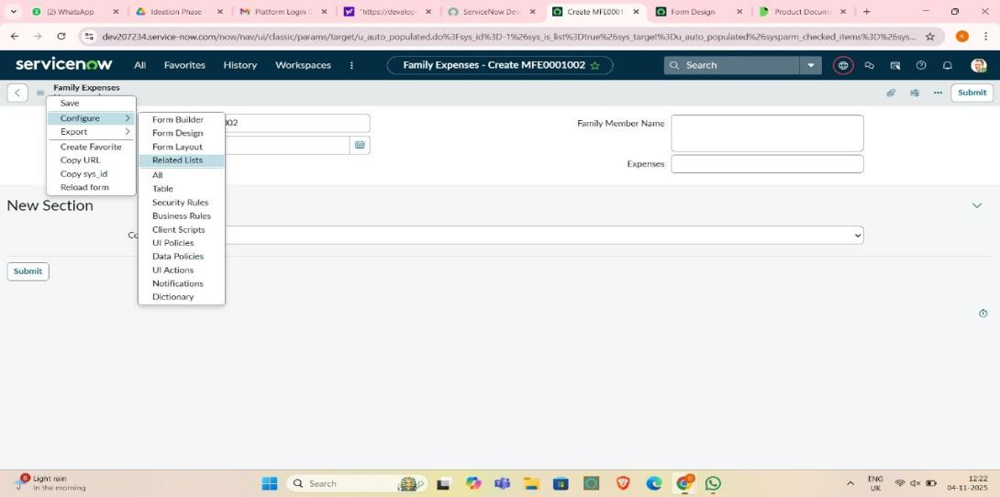 (2) WhatsApp
Ideation Phase -
Platform Login C
"https://develop
ServiceNow Dev
Create MFE0001
Form Design
Product Docum
dev207234.service-now.com/now/nav/ui/classic/params/target/u_auto_populated.do%3Fsys_id%3D-1%26sys_is_list%3Dtrue%26sys_target%3Du_auto_populated%26sysparm_checked_items%3D%26sys...
K
servicenow
All
Favorites
History
Workspaces
Family Expenses - Create MFE0001002
Search
Family Expenses
Submit
Save
Configure
Export
Create Favorite
Copy URL
Copy sys_id
Reload form
Form Builder
Form Design
Form Layout
Related Lists
All
Table
Security Rules
Business Rules
Client Scripts
UI Policies
Data Policies
UI Actions
Notifications
Dictionary
002
Family Member Name
Expenses
New Section
Co
Submit
8
Light rain
In the morning
Search
ENG
UK
12:22
04-11-2025